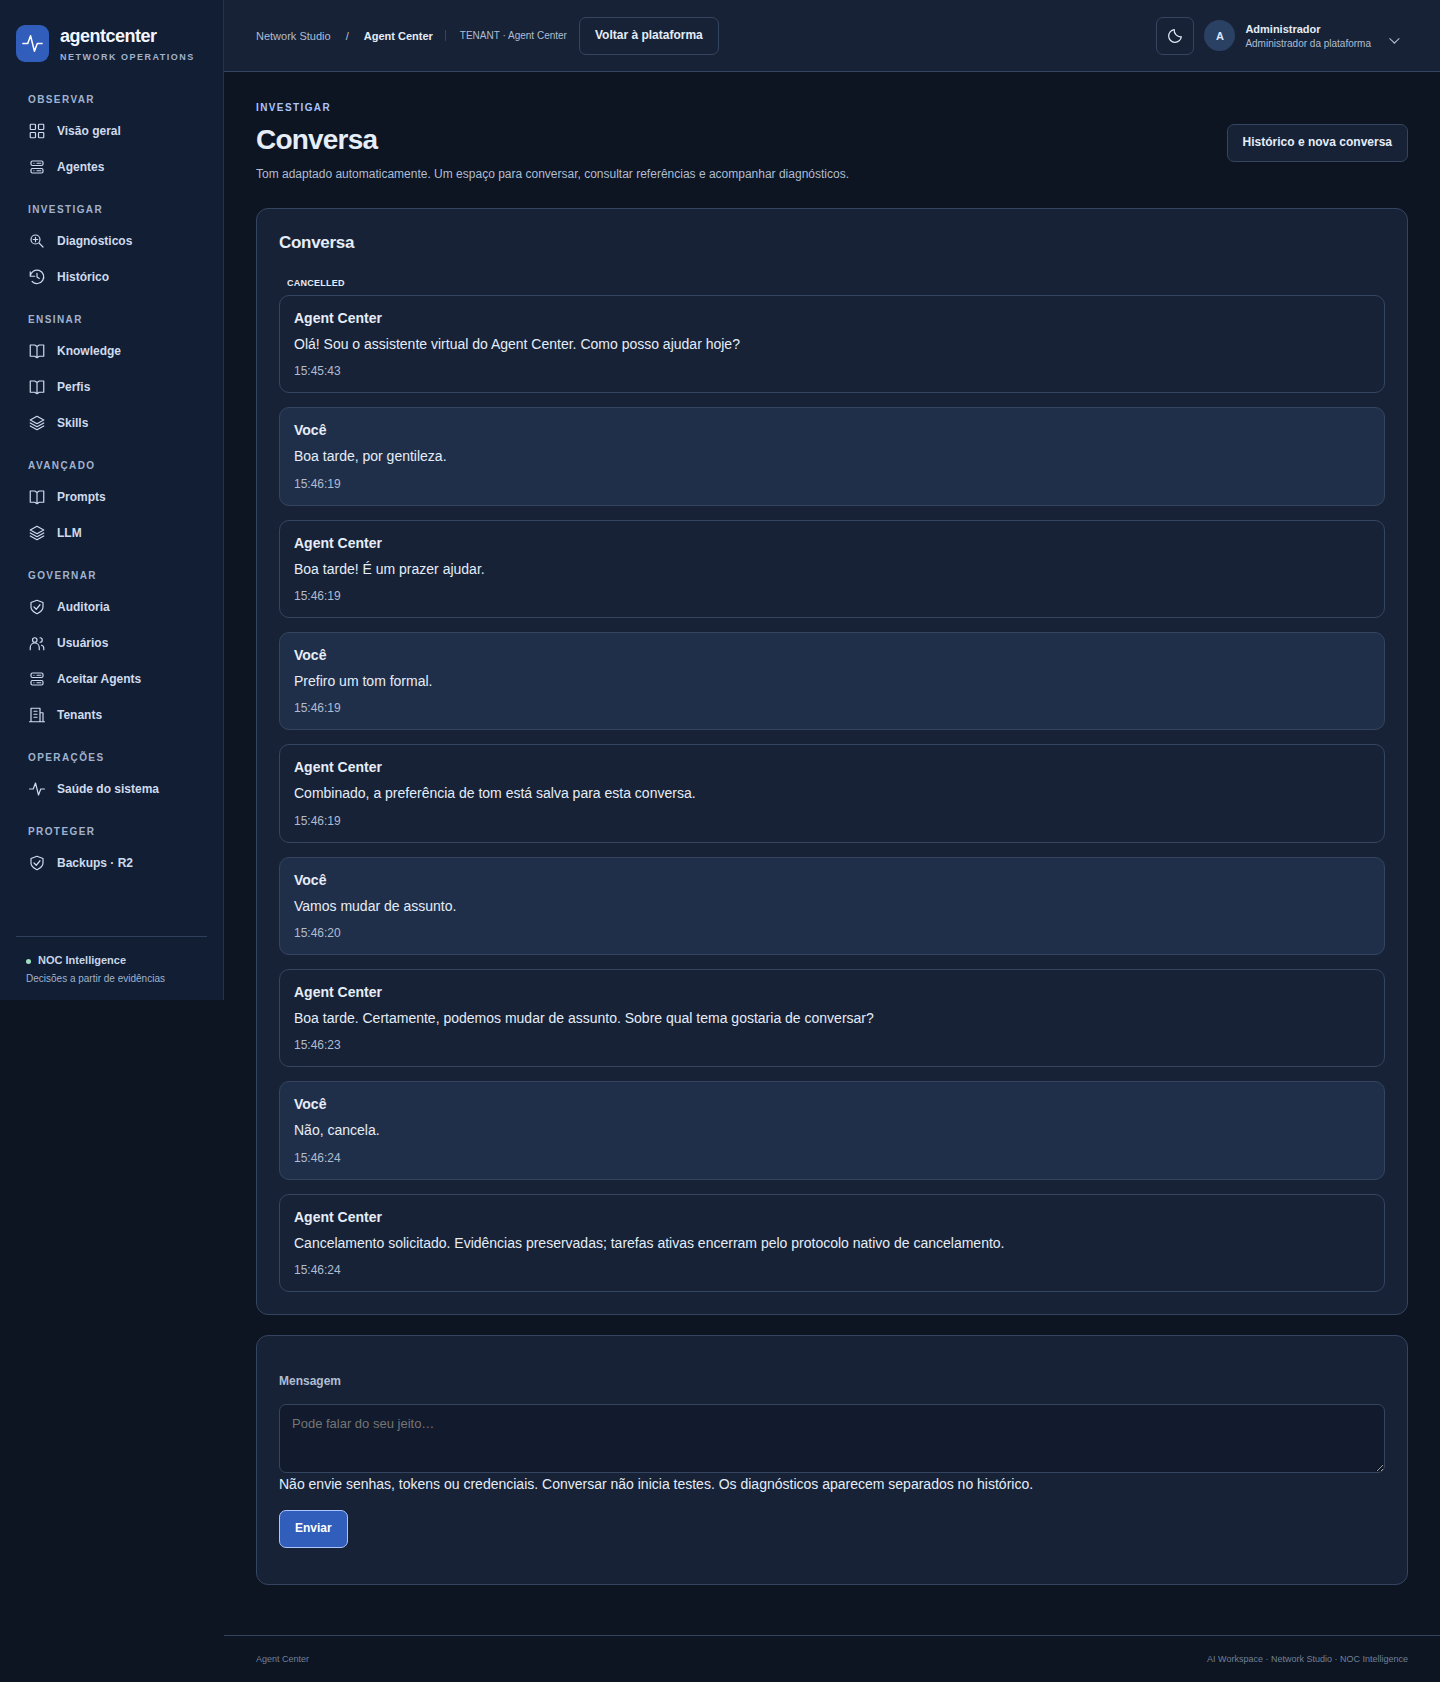 agentcenter
NETWORK OPERATIONS
OBSERVAR
Visão geral
Agentes
INVESTIGAR
Diagnósticos
Histórico
ENSINAR
Knowledge
Perfis
Skills
AVANÇADO
Prompts
LLM
GOVERNAR
Auditoria
Usuários
Aceitar Agents
Tenants
OPERAÇÕES
Saúde do sistema
PROTEGER
Backups · R2
NOC Intelligence
Decisões a partir de evidências
Network Studio / Agent Center TENANT · Agent Center Voltar à plataforma
A
Administrador
Administrador da plataforma
INVESTIGAR
Conversa
Histórico e nova conversa
Tom adaptado automaticamente. Um espaço para conversar, consultar referências e acompanhar diagnósticos.
Conversa
CANCELLED
Agent Center
Olá! Sou o assistente virtual do Agent Center. Como posso ajudar hoje?
15:45:43
Você
Boa tarde, por gentileza.
15:46:19
Agent Center
Boa tarde! É um prazer ajudar.
15:46:19
Você
Prefiro um tom formal.
15:46:19
Agent Center
Combinado, a preferência de tom está salva para esta conversa.
15:46:19
Você
Vamos mudar de assunto.
15:46:20
Agent Center
Boa tarde. Certamente, podemos mudar de assunto. Sobre qual tema gostaria de conversar?
15:46:23
Você
Não, cancela.
15:46:24
Agent Center
Cancelamento solicitado. Evidências preservadas; tarefas ativas encerram pelo protocolo nativo de cancelamento.
15:46:24
Mensagem
Pode falar do seu jeito…
Não envie senhas, tokens ou credenciais. Conversar não inicia testes. Os diagnósticos aparecem separados no histórico.
Enviar
Agent Center
AI Workspace · Network Studio · NOC Intelligence